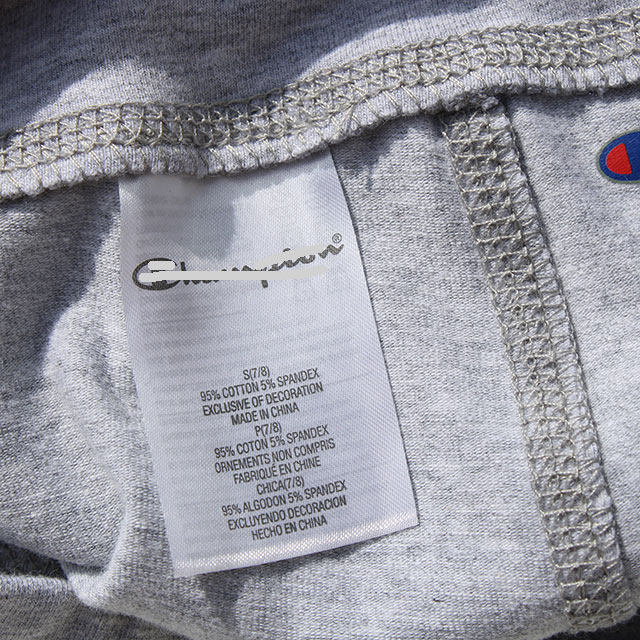 Champion®
S(7/8)
95% COTTON 5% SPANDEX
EXCLUSIVE OF DECORATION
MADE IN CHINA
P(7/8)
95% COTON 5% SPANDEX
ORNEMENTS NON COMPRIS
FABRIQUÉ EN CHINE
CHICA(7/8)
95% ALGODON 5% SPANDEX
EXCLUYENDO DECORACION
HECHO EN CHINA